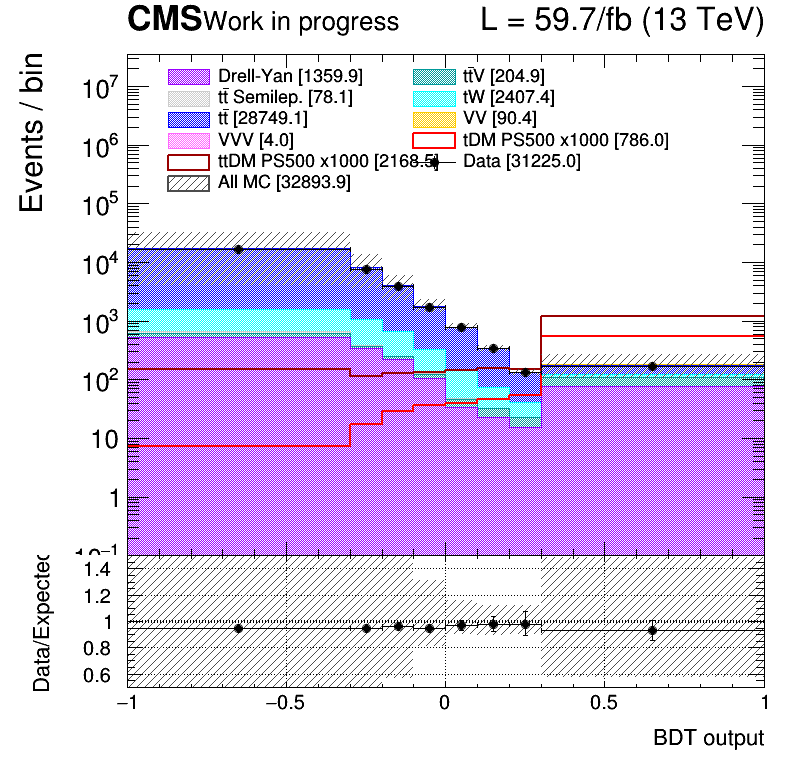 CMS Work in progress L = 59.7/fb (13 TeV)
Events / bin
Drell-Yan [1359.9] tt̄V [204.9]
tt̄ Semilep. [78.1] tW [2407.4]
tt̄ [28749.1] VV [90.4]
VVV [4.0] tDM PS500 x1000 [786.0]
ttDM PS500 x1000 [2168.5] Data [31225.0]
All MC [32893.9]
10⁷
10⁶
10⁵
10⁴
10³
10²
10
1
10⁻¹
Data/Expected
1.4
1.2
1
0.8
0.6
−1 −0.5 0 0.5 1
BDT output